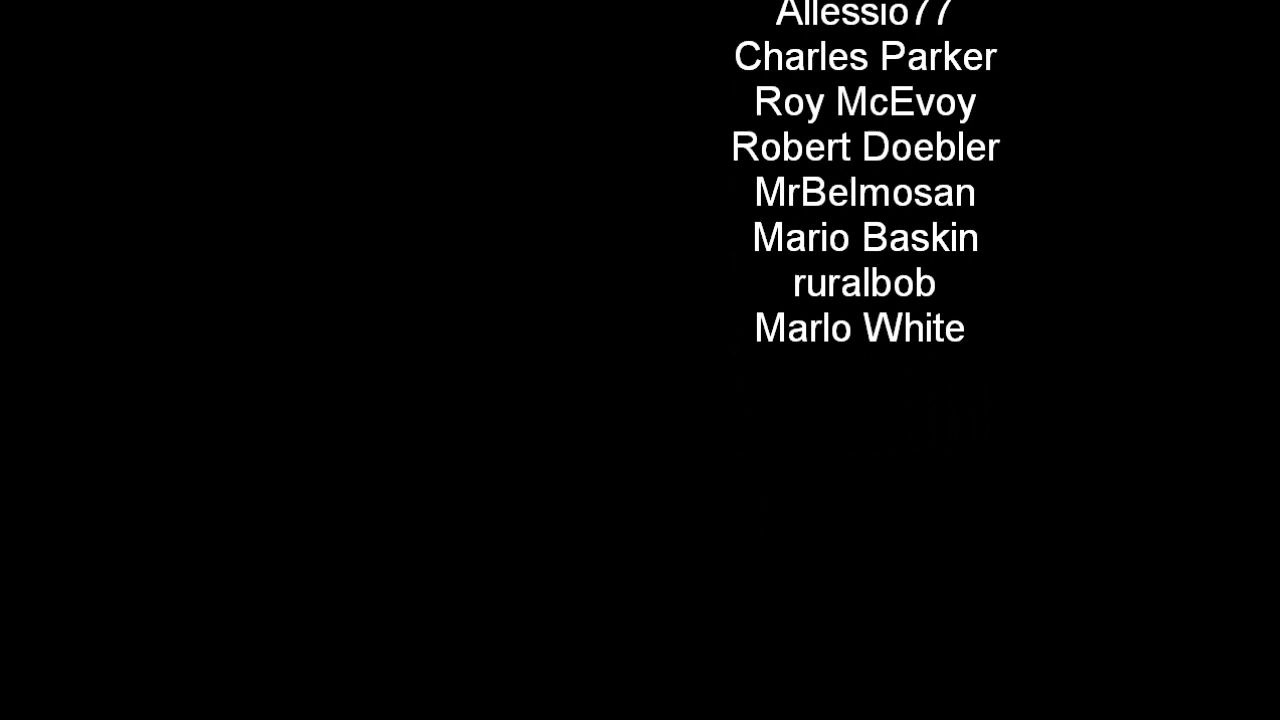 Allessio77
Charles Parker
Roy McEvoy
Robert Doebler
MrBelmosan
Mario Baskin
ruralbob
Marlo White